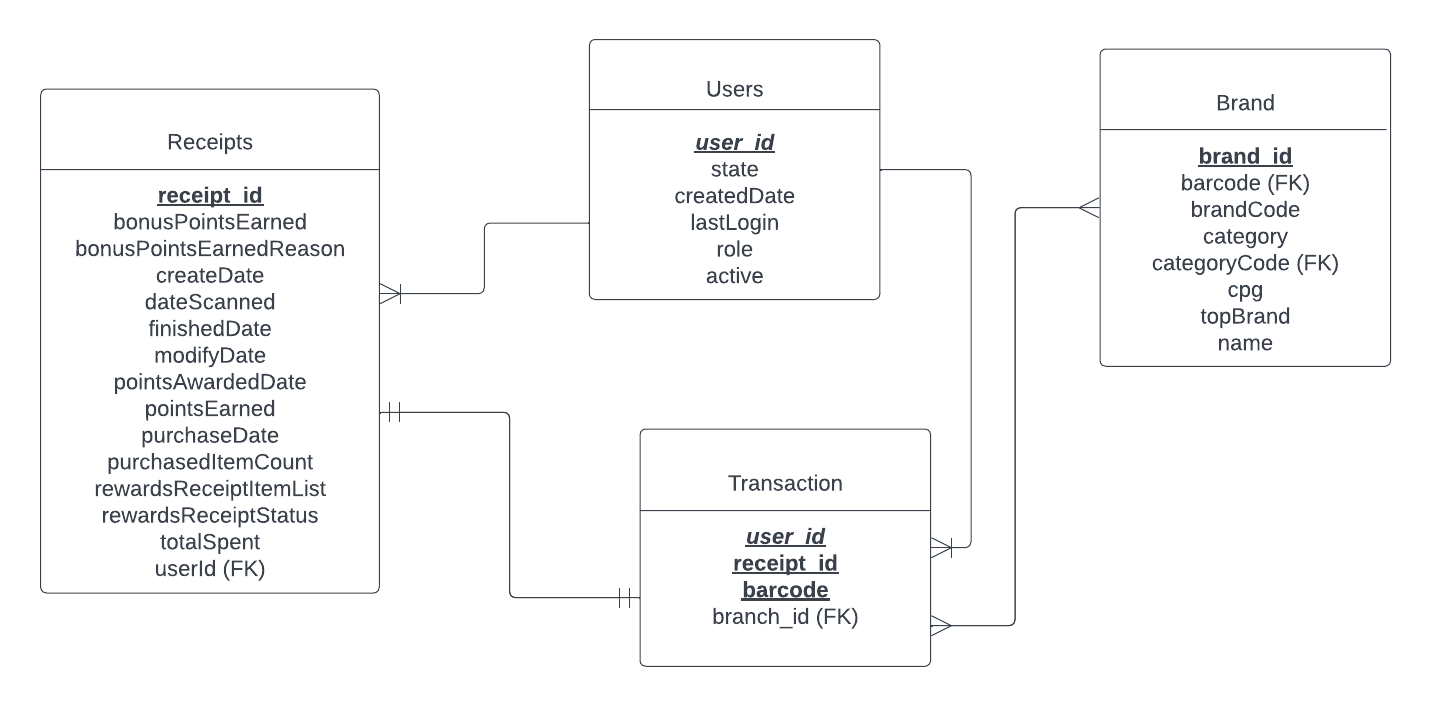 Receipts
receipt_id
bonusPointsEarned
bonusPointsEarnedReason
createDate
dateScanned
finishedDate
modifyDate
pointsAwardedDate
pointsEarned
purchaseDate
purchasedItemCount
rewardsReceiptItemList
rewardsReceiptStatus
totalSpent
userId (FK)
Users
user_id
state
createdDate
lastLogin
role
active
Transaction
user_id
receipt_id
barcode
branch_id (FK)
Brand
brand_id
barcode (FK)
brandCode
category
categoryCode (FK)
cpg
topBrand
name